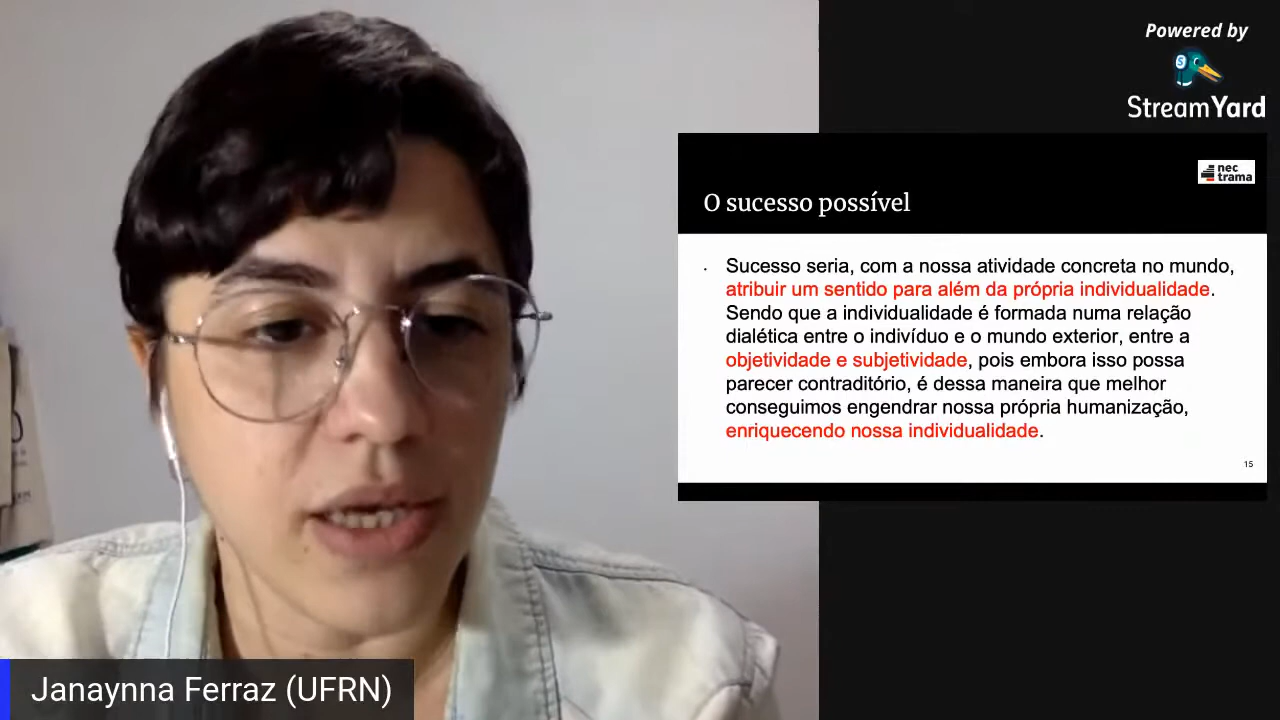 Powered by
StreamYard
nec
trama
O sucesso possível
Sucesso seria, com a nossa atividade concreta no mundo,
atribuir um sentido para além da própria individualidade.
Sendo que a individualidade é formada numa relação
dialética entre o indivíduo e o mundo exterior, entre a
objetividade e subjetividade, pois embora isso possa
parecer contraditório, é dessa maneira que melhor
conseguimos engendrar nossa própria humanização,
enriquecendo nossa individualidade.
15
Janaynna Ferraz (UFRN)